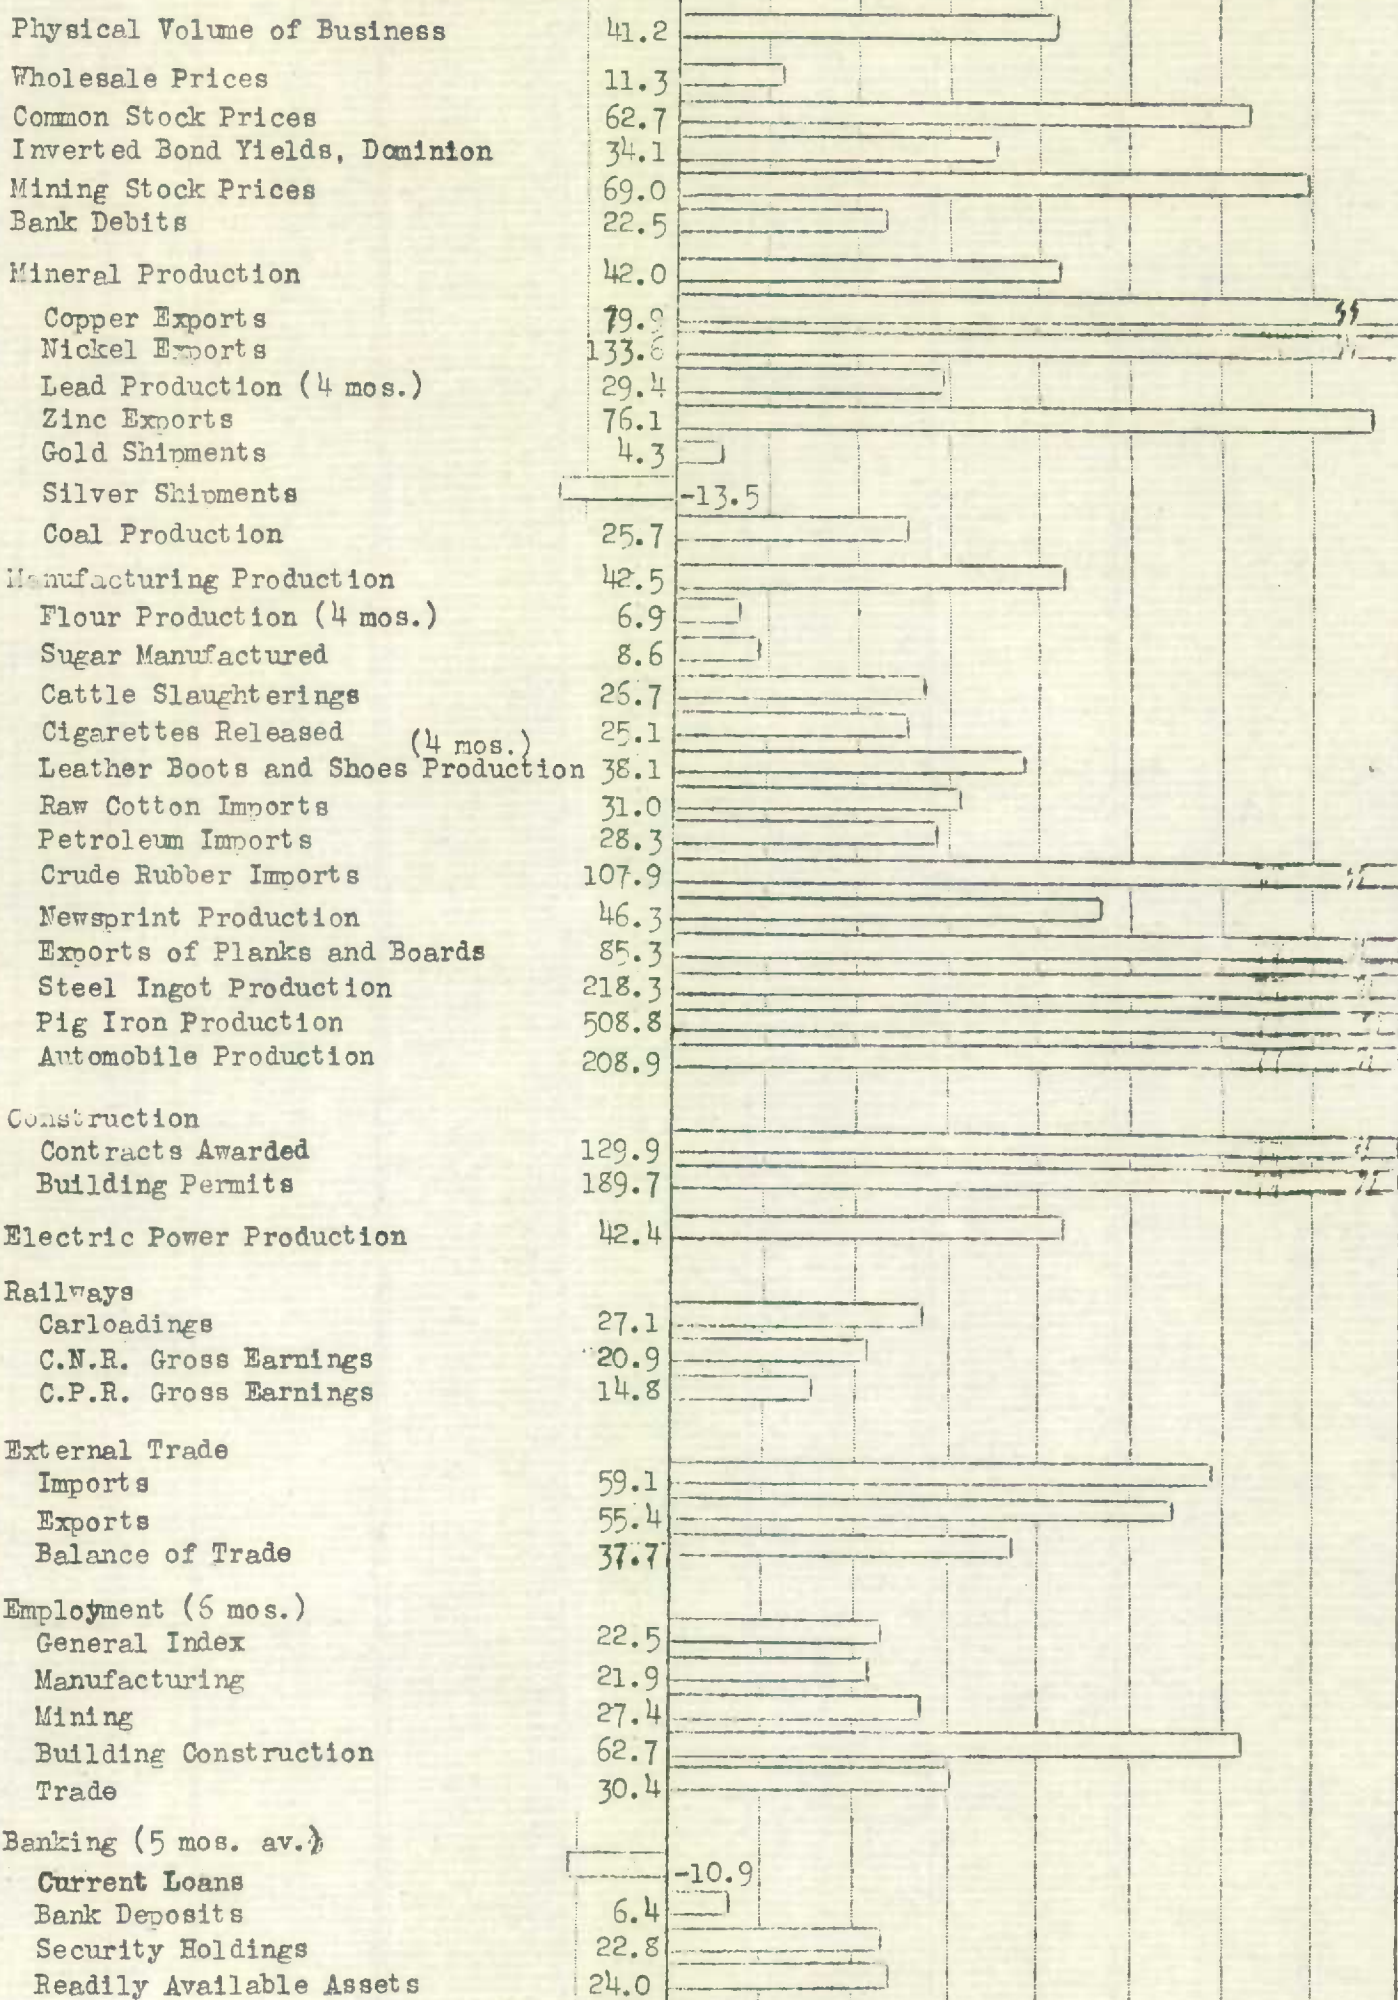 Physical Volume of Business 41.2
Wholesale Prices 11.3
Common Stock Prices 62.7
Inverted Bond Yields, Dominion 34.1
Mining Stock Prices 69.0
Bank Debits 22.5
Mineral Production 42.0
Copper Exports 79.9
Nickel Exports 133.6
Lead Production (4 mos.) 29.4
Zinc Exports 76.1
Gold Shipments 4.3
Silver Shipments -13.5
Coal Production 25.7
Manufacturing Production 42.5
Flour Production (4 mos.) 6.9
Sugar Manufactured 8.6
Cattle Slaughterings 26.7
Cigarettes Released 25.1
(4 mos.)
Leather Boots and Shoes Production 38.1
Raw Cotton Imports 31.0
Petroleum Imports 28.3
Crude Rubber Imports 107.9
Newsprint Production 46.3
Exports of Planks and Boards 85.3
Steel Ingot Production 218.3
Pig Iron Production 508.8
Automobile Production 208.9
Construction
Contracts Awarded 129.9
Building Permits 189.7
Electric Power Production 42.4
Railways
Carloadings 27.1
C.N.R. Gross Earnings 20.9
C.P.R. Gross Earnings 14.8
External Trade
Imports 59.1
Exports 55.4
Balance of Trade 37.7
Employment (6 mos.)
General Index 22.5
Manufacturing 21.9
Mining 27.4
Building Construction 62.7
Trade 30.4
Banking (5 mos. av.)
Current Loans -10.9
Bank Deposits 6.4
Security Holdings 22.8
Readily Available Assets 24.0